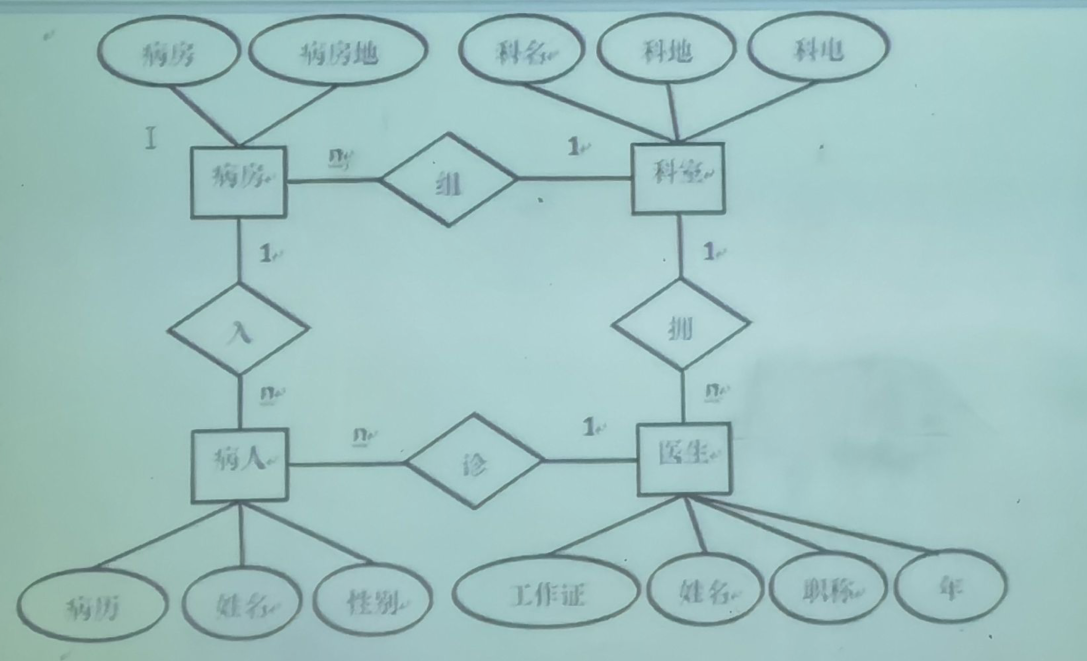 病房 病房地 科名 科地 科电
病房 n 组 1 科室
1 1
入 拥
n n
病人 n 诊 1 医生
病历 姓名 性别 工作证 姓名 职称 年